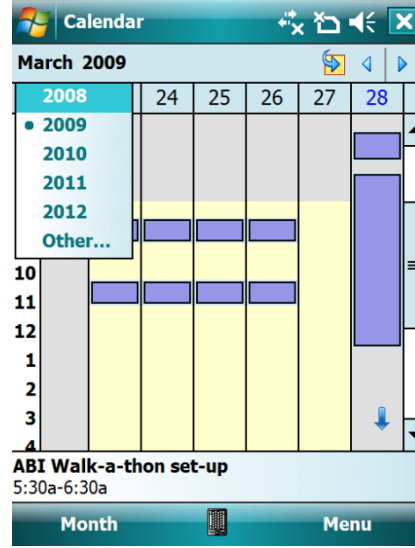 Calendar
March 2009
24 25 26 27 28
2008
2009
2010
2011
2012
Other...
10
11
12
1
2
3
4
ABI Walk-a-thon set-up
5:30a-6:30a
Month Menu